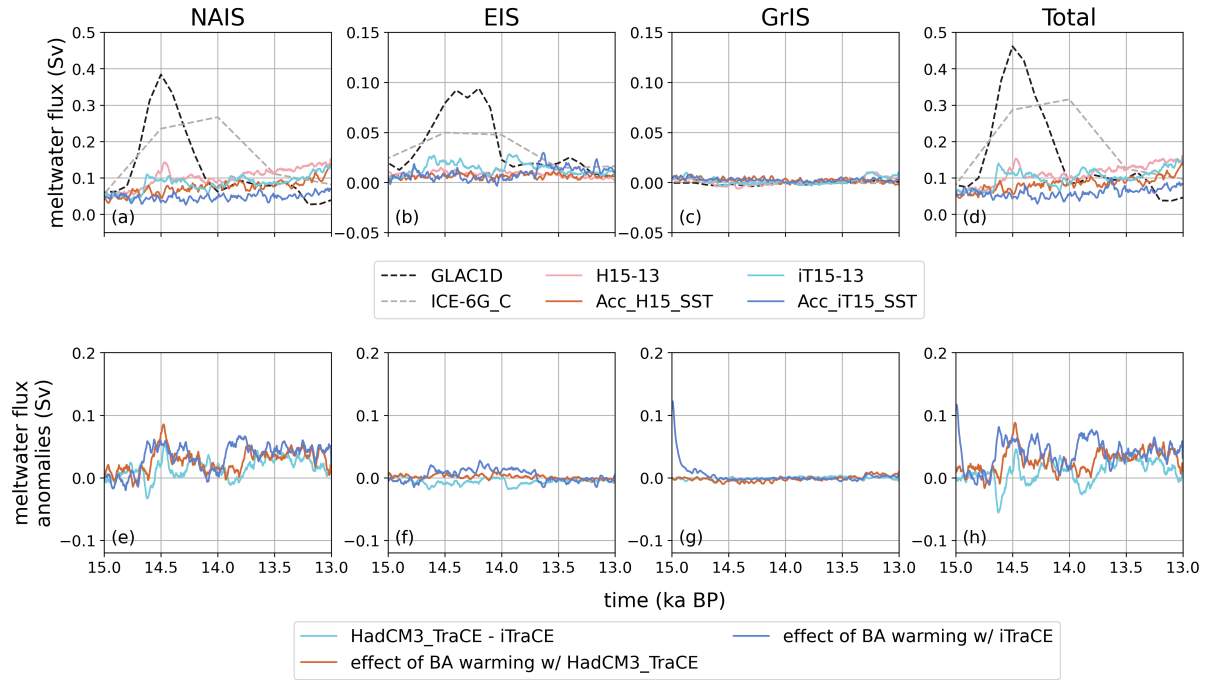 NAIS EIS GrIS Total
meltwater flux (Sv)
0.5 0.15 0.15 0.5
0.4 0.10 0.10 0.4
0.3 0.3
0.2 0.05 0.05 0.2
0.1 0.00 0.00 0.1
0.0 0.0
(a) (b) (c) (d)
−0.05 −0.05
GLAC1D H15-13 iT15-13
ICE-6G_C Acc_H15_SST Acc_iT15_SST
meltwater flux
anomalies (Sv)
0.2 0.2 0.2 0.2
0.1 0.1 0.1 0.1
0.0 0.0 0.0 0.0
−0.1 −0.1 −0.1 −0.1
(e) (f) (g) (h)
15.0 14.5 14.0 13.5 13.0 15.0 14.5 14.0 13.5 13.0 15.0 14.5 14.0 13.5 13.0 15.0 14.5 14.0 13.5 13.0
time (ka BP)
HadCM3_TraCE - iTraCE effect of BA warming w/ iTraCE
effect of BA warming w/ HadCM3_TraCE